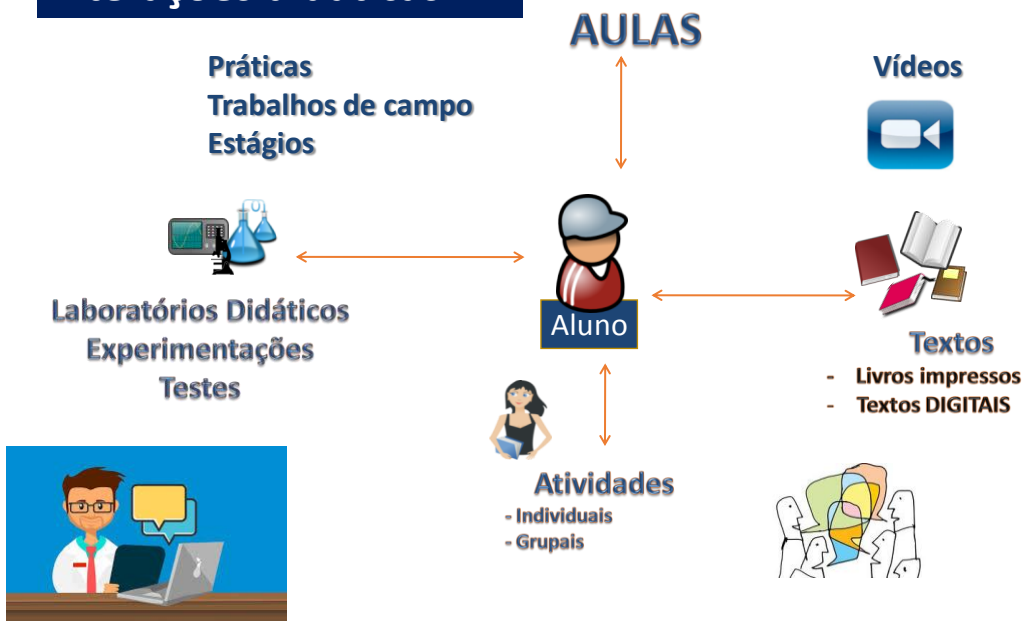 AULAS
Práticas
Trabalhos de campo
Estágios
Vídeos
Laboratórios Didáticos
Experimentações
Testes
Aluno
Textos
- Livros impressos
- Textos DIGITAIS
Atividades
- Individuais
- Grupais